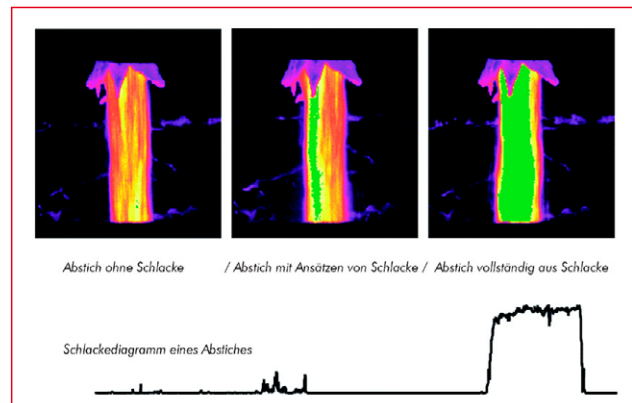 Abstich ohne Schlacke / Abstich mit Ansätzen von Schlacke / Abstich vollständig aus Schlacke
Schlackediagramm eines Abstiches